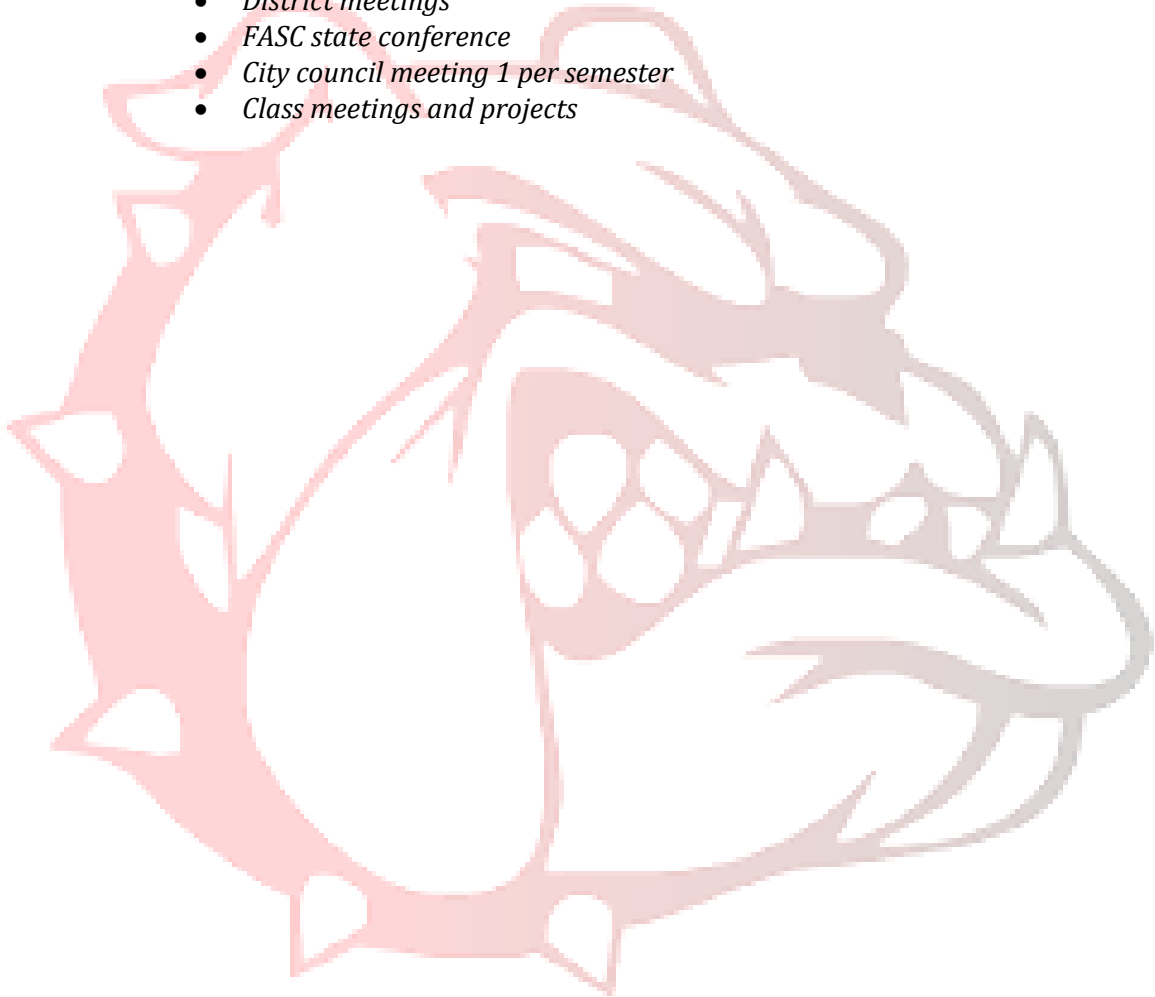 • District meetings
• FASC state conference
• City council meeting 1 per semester
• Class meetings and projects